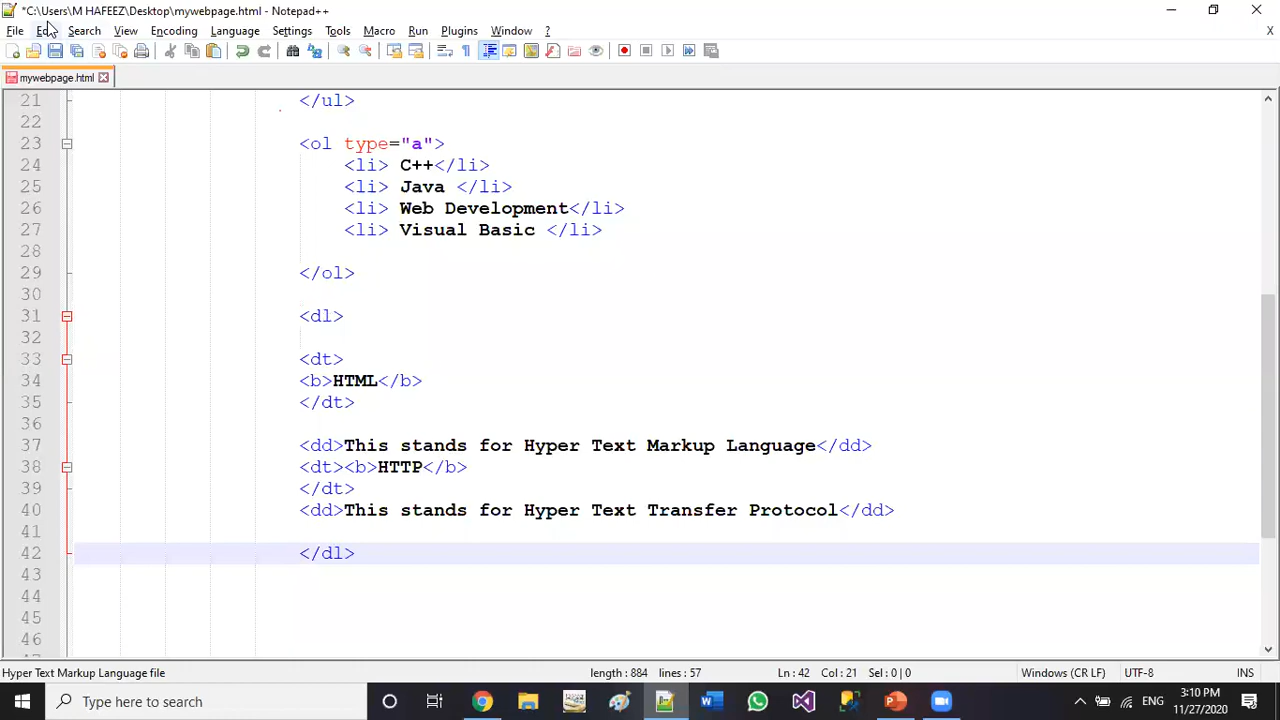 *C:\Users\M HAFEEZ\Desktop\mywebpage.html - Notepad++
File Search View Encoding Language Settings Tools Macro Run Plugins Window ? X
mywebpage.html
21 </ul>
22
23 <ol type="a">
24 <li> C++</li>
25 <li> Java </li>
26 <li> Web Development</li>
27 <li> Visual Basic </li>
28
29 </ol>
30
31 <dl>
32
33 <dt>
34 <b>HTML</b>
35 </dt>
36
37 <dd>This stands for Hyper Text Markup Language</dd>
38 <dt><b>HTTP</b>
39 </dt>
40 <dd>This stands for Hyper Text Transfer Protocol</dd>
41
42 </dl>
43
44
45
46
Hyper Text Markup Language file length : 884 lines : 57 Ln : 42 Col : 21 Sel : 0 | 0 Windows (CR LF) UTF-8 INS
Type here to search ENG 3:10 PM
11/27/2020